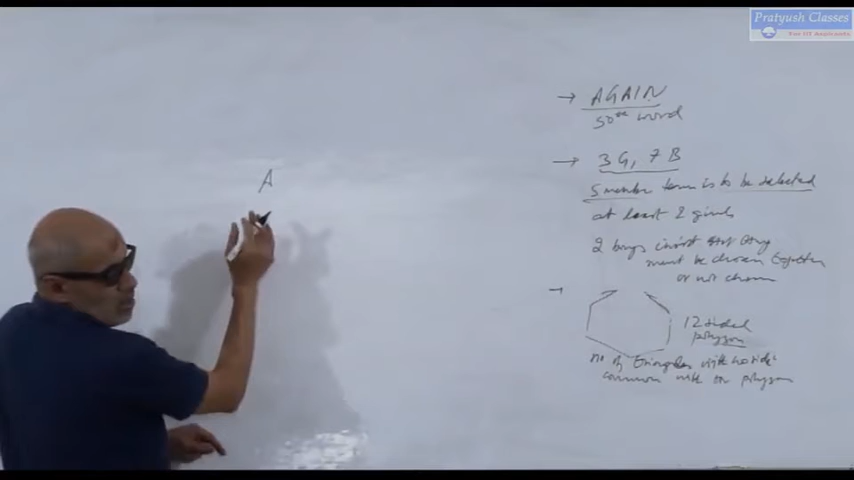 Pratyush Classes
For IIT Aspirants
A
→ AGAIN
50th word
→ 3G, 7B
5 member team is to be selected
at least 2 girls
2 boys insist that they
must be chosen together
or not chosen
→
12 sided
polygon
no of triangles with no side
common with the polygon